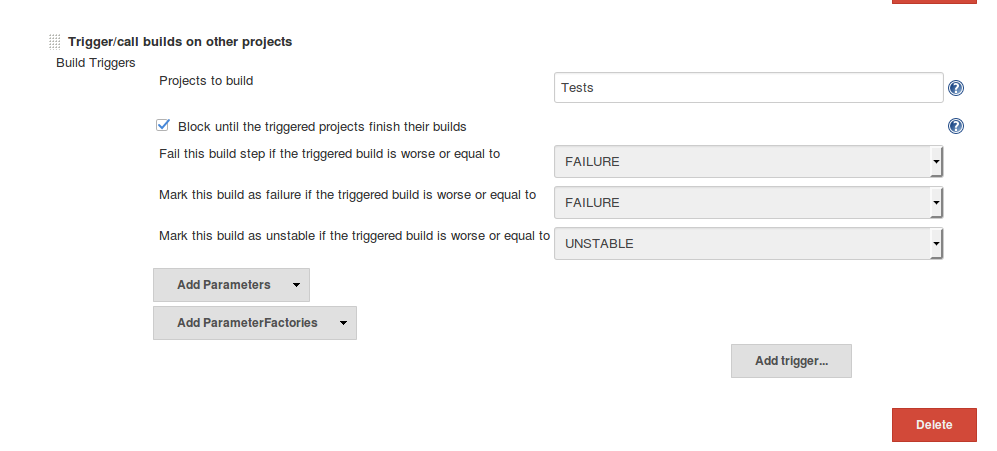 Trigger/call builds on other projects
Build Triggers
Projects to build
Tests
?
Block until the triggered projects finish their builds
?
Fail this build step if the triggered build is worse or equal to
FAILURE
Mark this build as failure if the triggered build is worse or equal to
FAILURE
Mark this build as unstable if the triggered build is worse or equal to
UNSTABLE
Add Parameters
Add ParameterFactories
Add trigger...
Delete